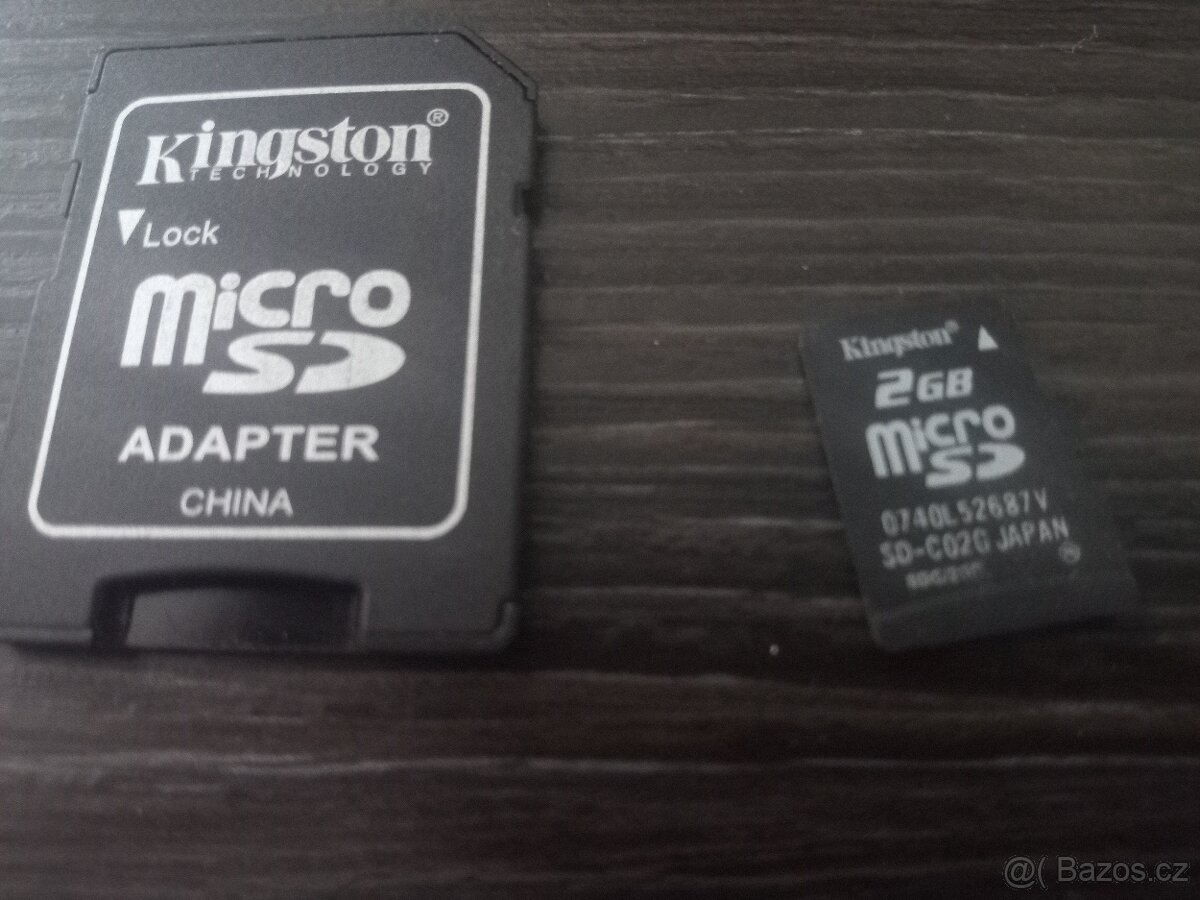 Kingston®
TECHNOLOGY
Lock
micro
SD
ADAPTER
CHINA
Kingston®
2GB
micro
SD
0740L52687V
SD-C02G JAPAN
@( Bazos.cz